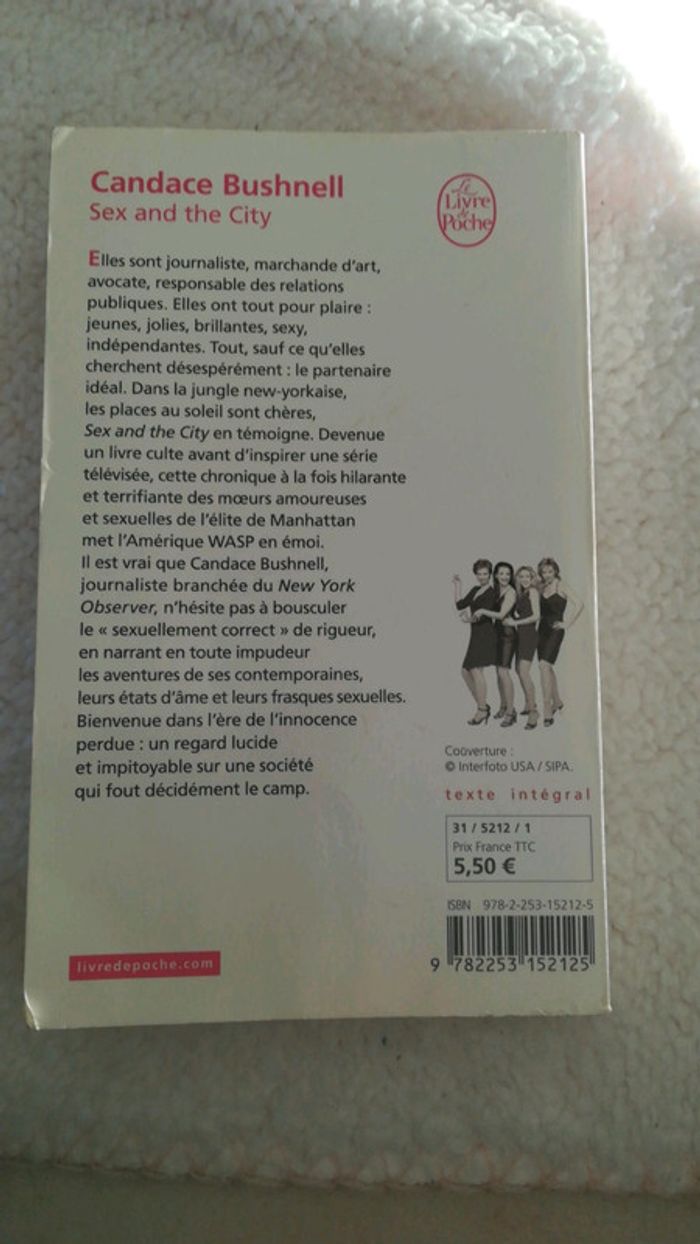 Candace Bushnell
Sex and the City
Le
Livre
de
Poche
Elles sont journaliste, marchande d'art,
avocate, responsable des relations
publiques. Elles ont tout pour plaire :
jeunes, jolies, brillantes, sexy,
indépendantes. Tout, sauf ce qu'elles
cherchent désespérément : le partenaire
idéal. Dans la jungle new-yorkaise,
les places au soleil sont chères,
Sex and the City en témoigne. Devenue
un livre culte avant d'inspirer une série
télévisée, cette chronique à la fois hilarante
et terrifiante des mœurs amoureuses
et sexuelles de l'élite de Manhattan
met l'Amérique WASP en émoi.
Il est vrai que Candace Bushnell,
journaliste branchée du New York
Observer, n'hésite pas à bousculer
le « sexuellement correct » de rigueur,
en narrant en toute impudeur
les aventures de ses contemporaines,
leurs états d'âme et leurs frasques sexuelles.
Bienvenue dans l'ère de l'innocence
perdue : un regard lucide
et impitoyable sur une société
qui fout décidément le camp.
Couverture :
© Interfoto USA / SIPA.
texte intégral
31 / 5212 / 1
Prix France TTC
5,50 €
ISBN 978-2-253-15212-5
9 782253 152125
livredepoche.com